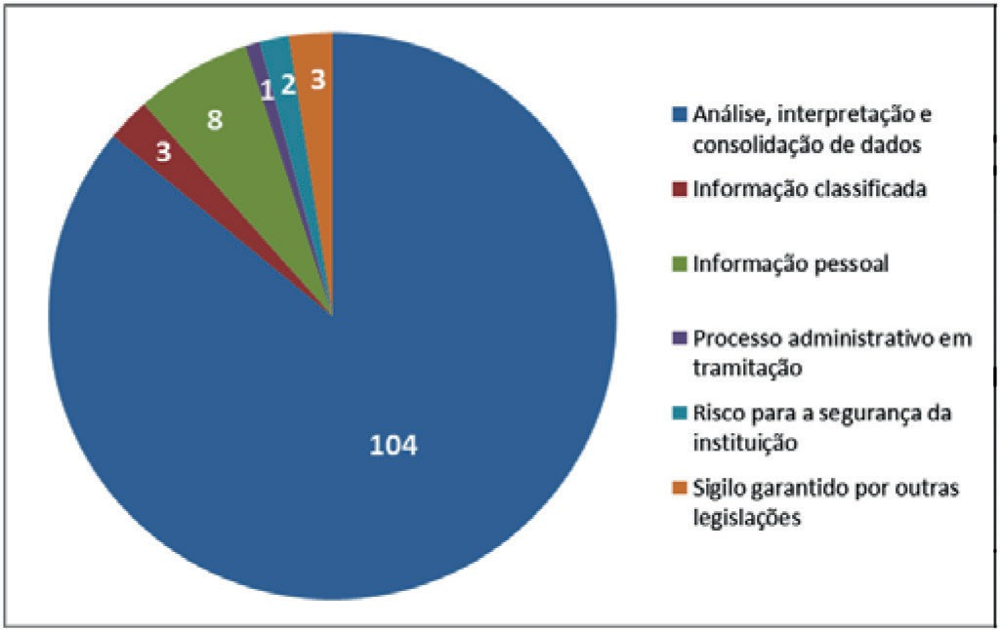 3
8
1
2
3
104
Análise, interpretação e
consolidação de dados
Informação classificada
Informação pessoal
Processo administrativo em
tramitação
Risco para a segurança da
instituição
Sigilo garantido por outras
legislações